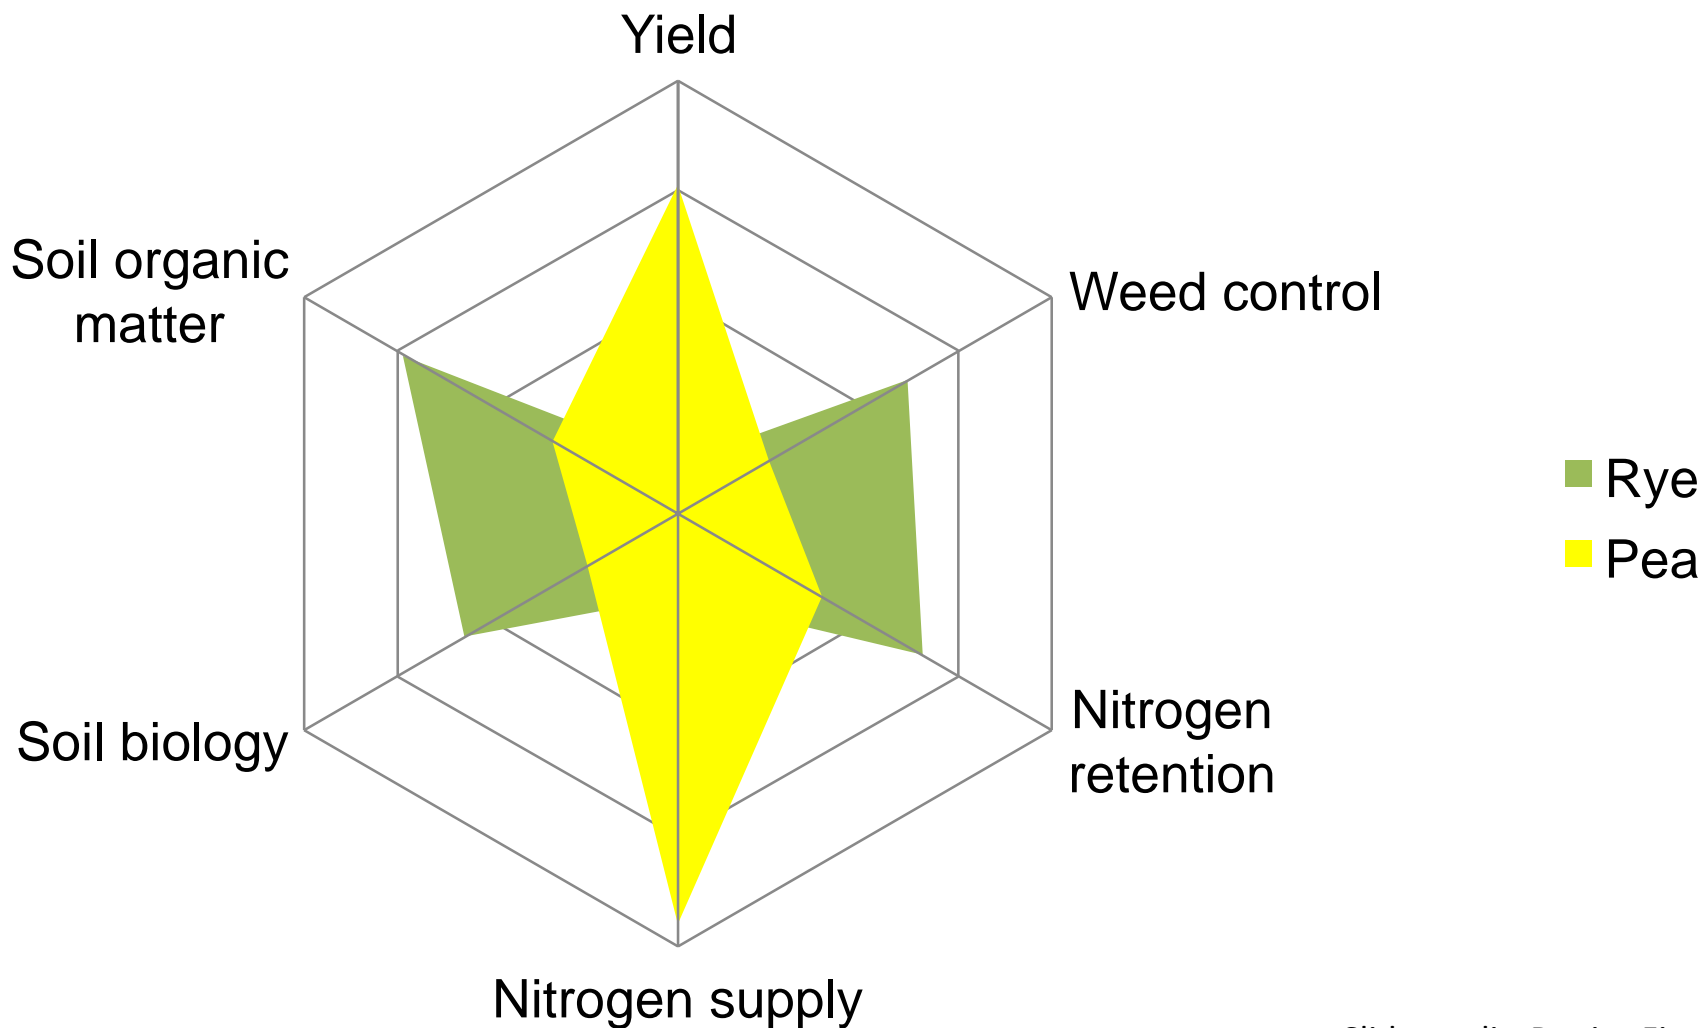 Yield
Soil organic
matter
Weed control
Rye
Pea
Soil biology
Nitrogen
retention
Nitrogen supply